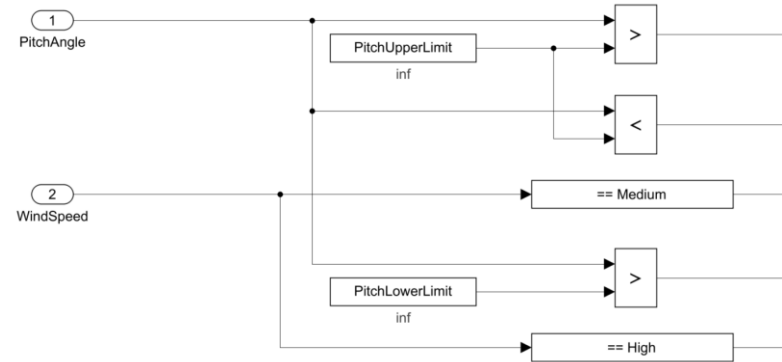 1
PitchAngle
PitchUpperLimit
inf
>
<
2
WindSpeed
== Medium
PitchLowerLimit
inf
>
== High